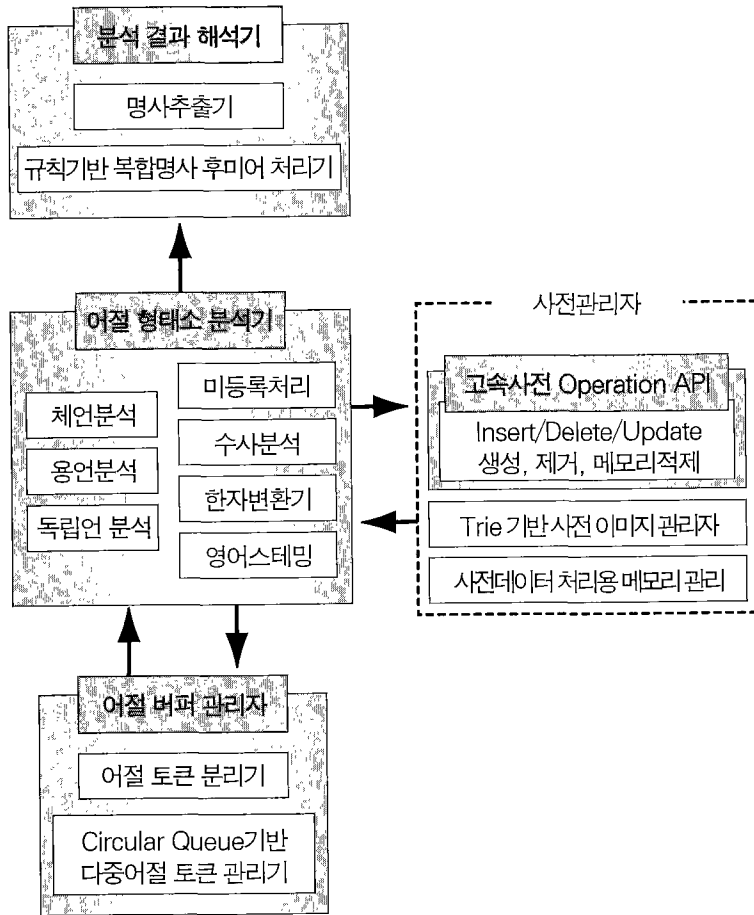 분석 결과 해석기
명사추출기
규칙기반 복합명사 후미어 처리기
어절 형태소 분석기
체언분석
용언분석
독립언 분석
미등록처리
수사분석
한자변환기
영어스테밍
사전관리자
고속사전 Operation API
Insert/Delete/Update
생성, 제거, 메모리적제
Trie 기반 사전 이미지 관리자
사전데이터 처리용 메모리 관리
어절 버퍼 관리자
어절 토큰 분리기
Circular Queue기반
다중어절 토큰 관리기